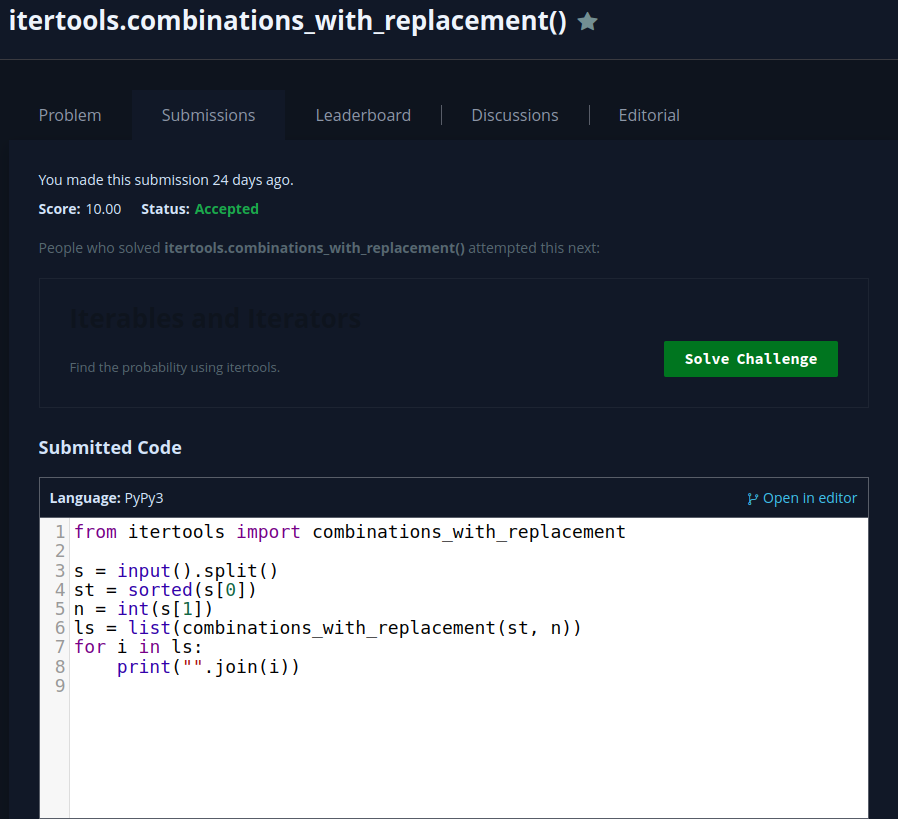 itertools.combinations_with_replacement()
Problem Submissions Leaderboard Discussions Editorial
You made this submission 24 days ago.
Score: 10.00 Status: Accepted
People who solved itertools.combinations_with_replacement() attempted this next:
Iterables and Iterators
Find the probability using itertools.
Solve Challenge
Submitted Code
Language: PyPy3 Open in editor
1 from itertools import combinations_with_replacement
2
3 s = input().split()
4 st = sorted(s[0])
5 n = int(s[1])
6 ls = list(combinations_with_replacement(st, n))
7 for i in ls:
8     print("".join(i))
9